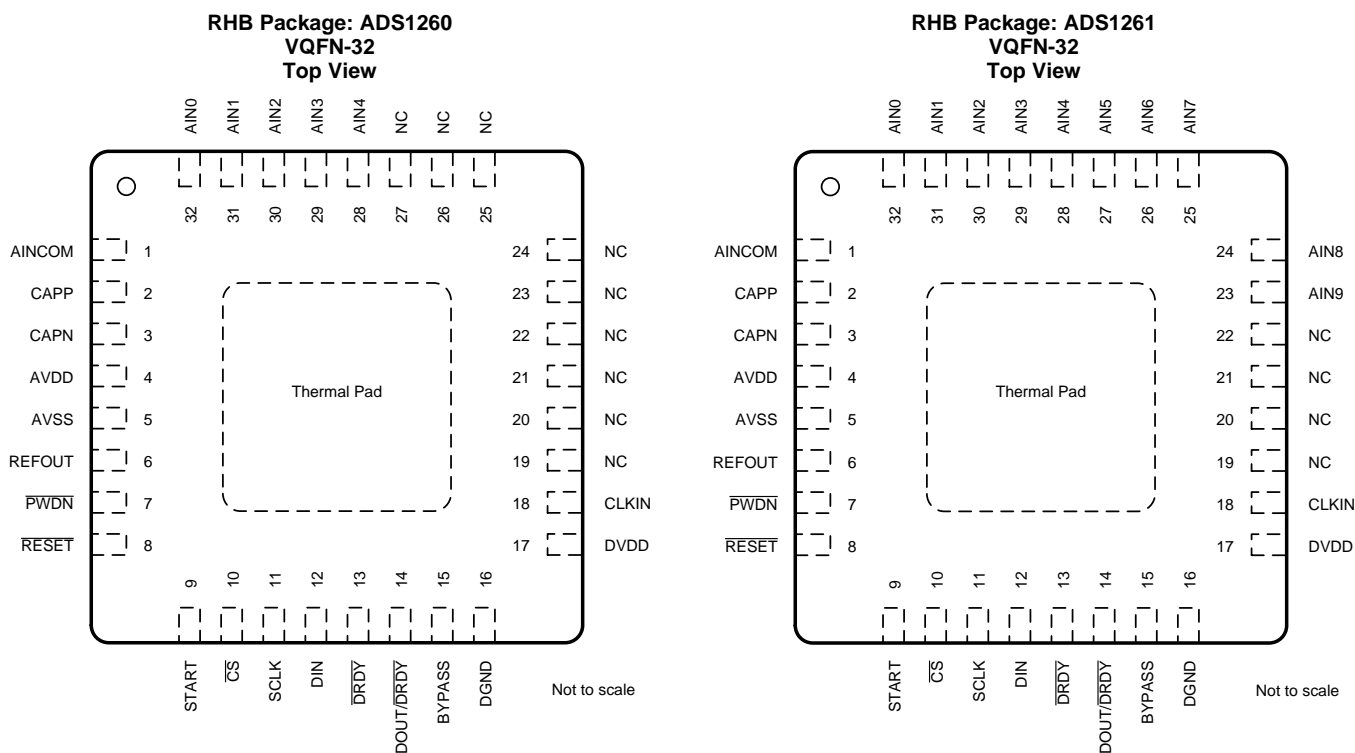 RHB Package: ADS1260
VQFN-32
Top View
AIN0
AIN1
AIN2
AIN3
AIN4
NC
NC
NC
32
31
30
29
28
27
26
25
AINCOM 1
CAPP 2
CAPN 3
AVDD 4
AVSS 5
REFOUT 6
PWDN 7
RESET 8
Thermal Pad
24 NC
23 NC
22 NC
21 NC
20 NC
19 NC
18 CLKIN
17 DVDD
9
10
11
12
13
14
15
16
START
CS
SCLK
DIN
DRDY
DOUT/DRDY
BYPASS
DGND
Not to scale
RHB Package: ADS1261
VQFN-32
Top View
AIN0
AIN1
AIN2
AIN3
AIN4
AIN5
AIN6
AIN7
32
31
30
29
28
27
26
25
AINCOM 1
CAPP 2
CAPN 3
AVDD 4
AVSS 5
REFOUT 6
PWDN 7
RESET 8
Thermal Pad
24 AIN8
23 AIN9
22 NC
21 NC
20 NC
19 NC
18 CLKIN
17 DVDD
9
10
11
12
13
14
15
16
START
CS
SCLK
DIN
DRDY
DOUT/DRDY
BYPASS
DGND
Not to scale